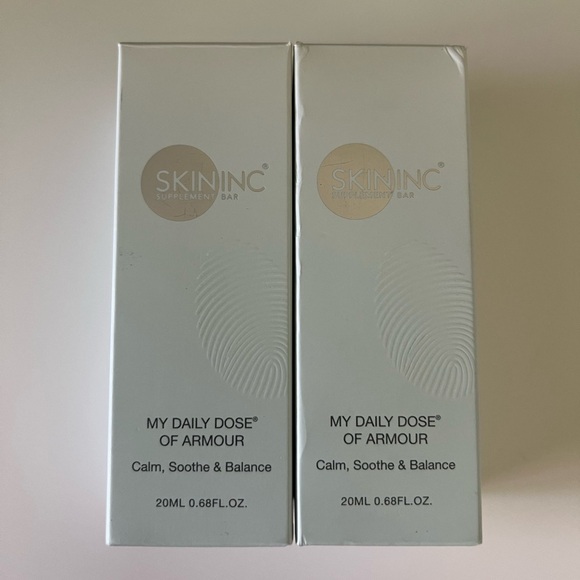 SKININC®
SUPPLEMENT BAR
MY DAILY DOSE®
OF ARMOUR
Calm, Soothe & Balance
20ML 0.68FL.OZ.
SKININC®
SUPPLEMENT BAR
MY DAILY DOSE®
OF ARMOUR
Calm, Soothe & Balance
20ML 0.68FL.OZ.